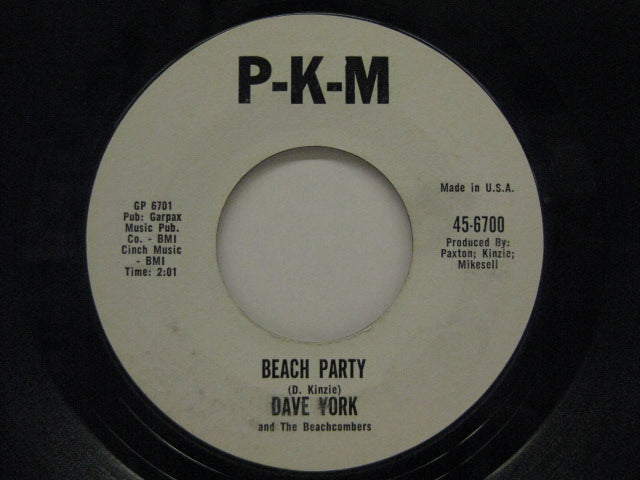 P-K-M
GP 6701
Pub: Garpax
Music Pub.
Co. - BMI
Cinch Music
- BMI
Time: 2:01
Made in U.S.A.
45-6700
Produced By:
Paxton; Kinzie;
Mikesell
BEACH PARTY
(D. Kinzie)
DAVE YORK
and The Beachcombers